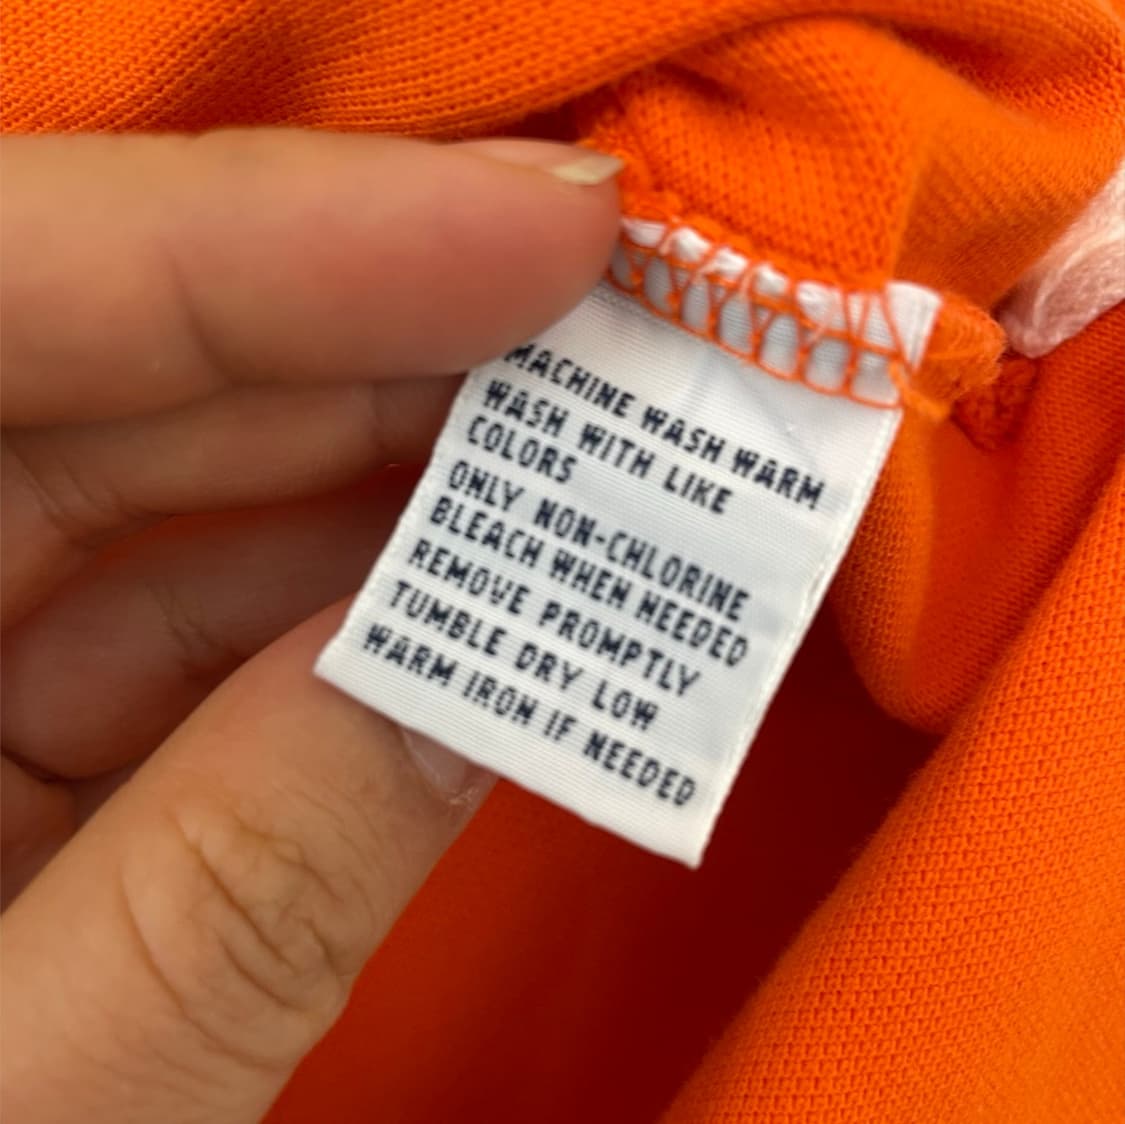 MACHINE WASH WARM
WASH WITH LIKE
COLORS
ONLY NON-CHLORINE
BLEACH WHEN NEEDED
REMOVE PROMPTLY
TUMBLE DRY LOW
WARM IRON IF NEEDED